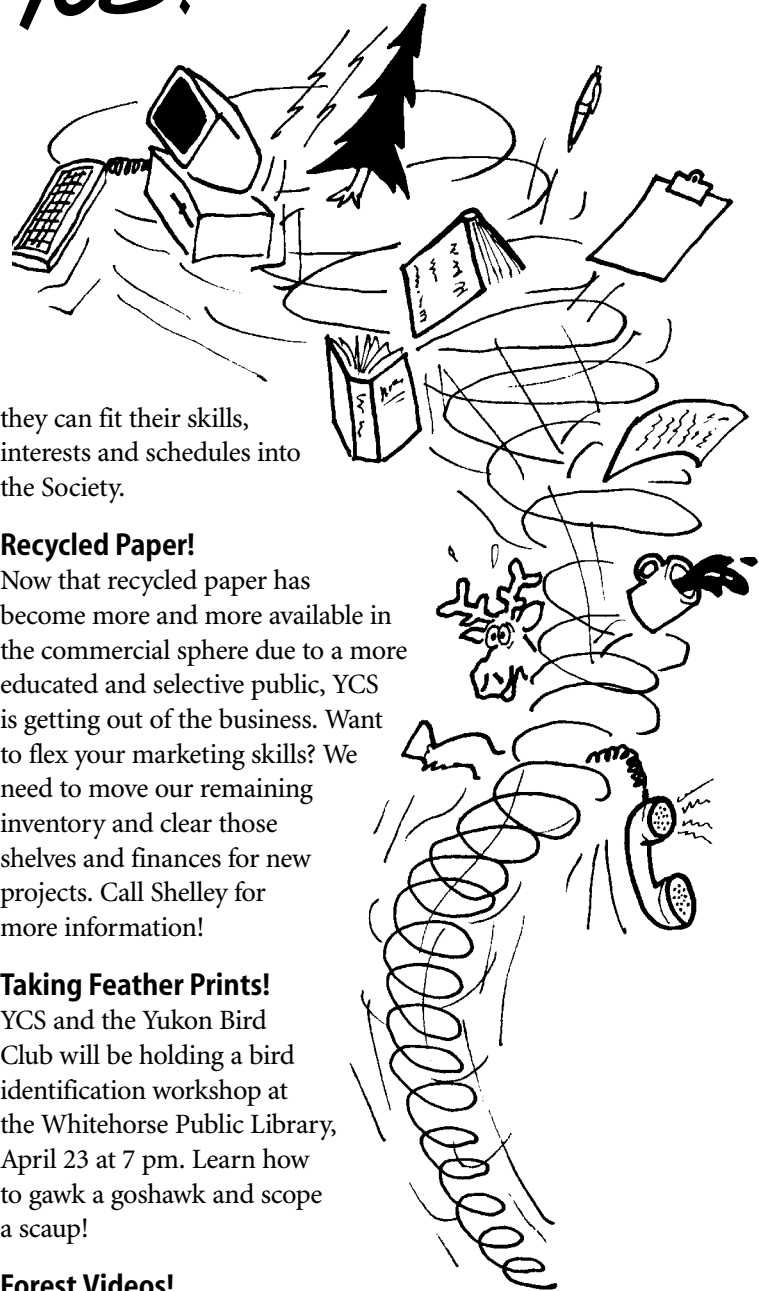 they can fit their skills,
interests and schedules into
the Society.
Recycled Paper!
Now that recycled paper has
become more and more available in
the commercial sphere due to a more
educated and selective public, YCS
is getting out of the business. Want
to flex your marketing skills? We
need to move our remaining
inventory and clear those
shelves and finances for new
projects. Call Shelley for
more information!
Taking Feather Prints!
YCS and the Yukon Bird
Club will be holding a bird
identification workshop at
the Whitehorse Public Library,
April 23 at 7 pm. Learn how
to gawk a goshawk and scope
a scaup!
Forest Videos!